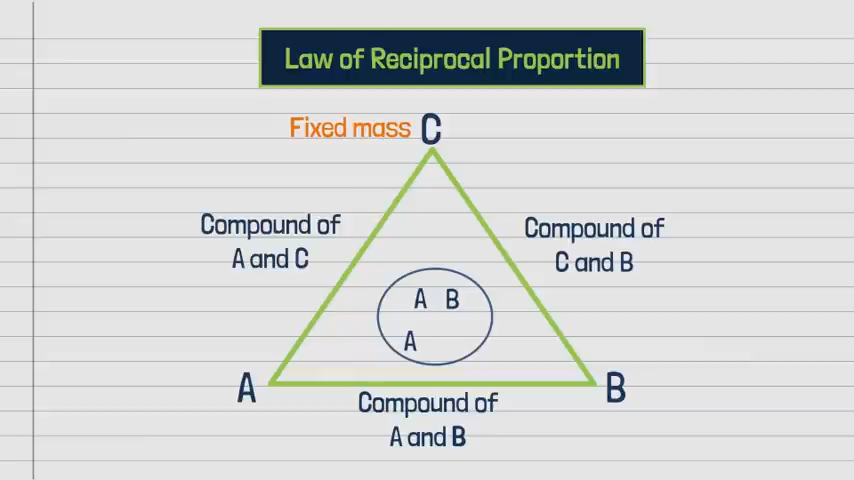 Law of Reciprocal Proportion
Fixed mass C
Compound of
A and C
Compound of
C and B
A B
A
A
B
Compound of
A and B